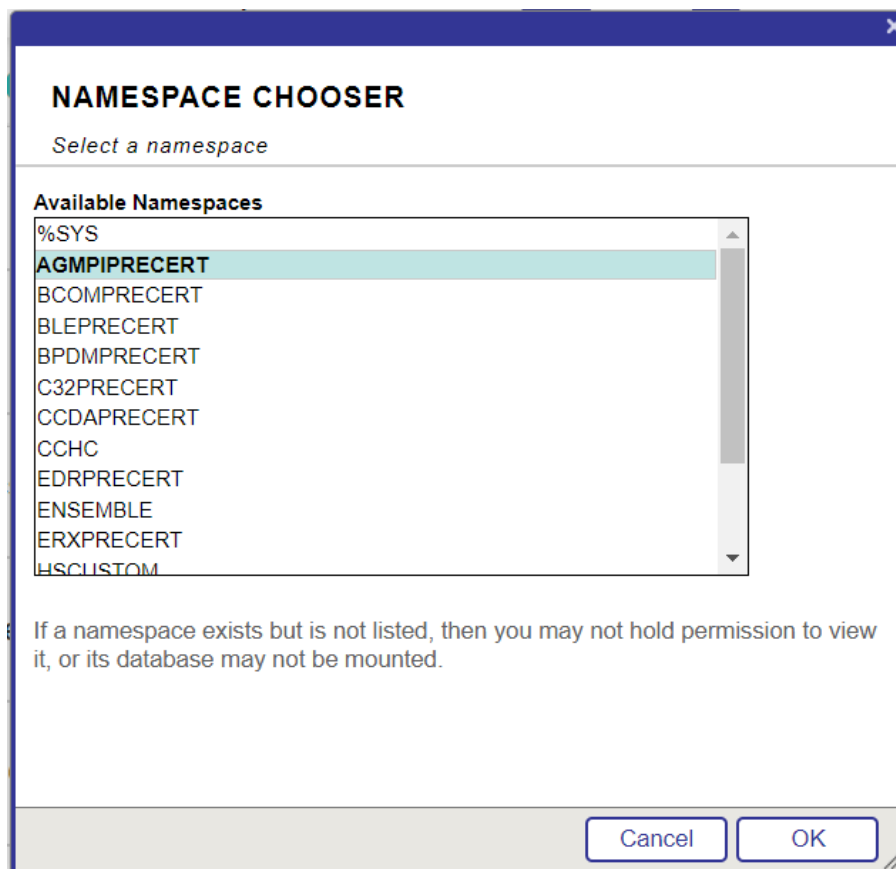 NAMESPACE CHOOSER
Select a namespace
Available Namespaces
%SYS
AGMPIPRECERT
BCOMPRECERT
BLEPRECERT
BPDMPRECERT
C32PRECERT
CCDAPRECERT
CCHC
EDRPRECERT
ENSEMBLE
ERXPRECERT
HSCUSTOM
If a namespace exists but is not listed, then you may not hold permission to view
it, or its database may not be mounted.
Cancel OK